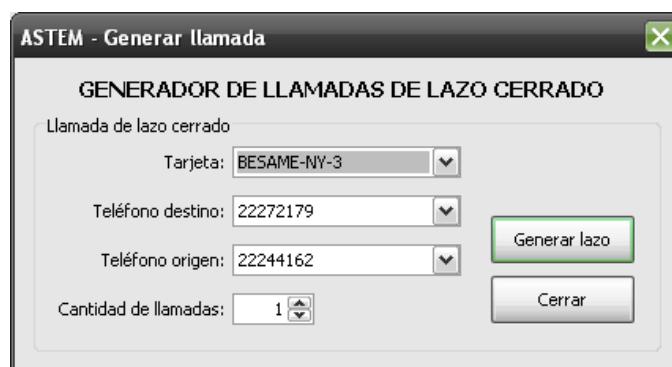 ASTEM - Generar llamada
GENERADOR DE LLAMADAS DE LAZO CERRADO
Llamada de lazo cerrado
Tarjeta: BESAME-NY-3
Teléfono destino: 22272179
Teléfono origen: 22244162
Cantidad de llamadas: 1
Generar lazo
Cerrar